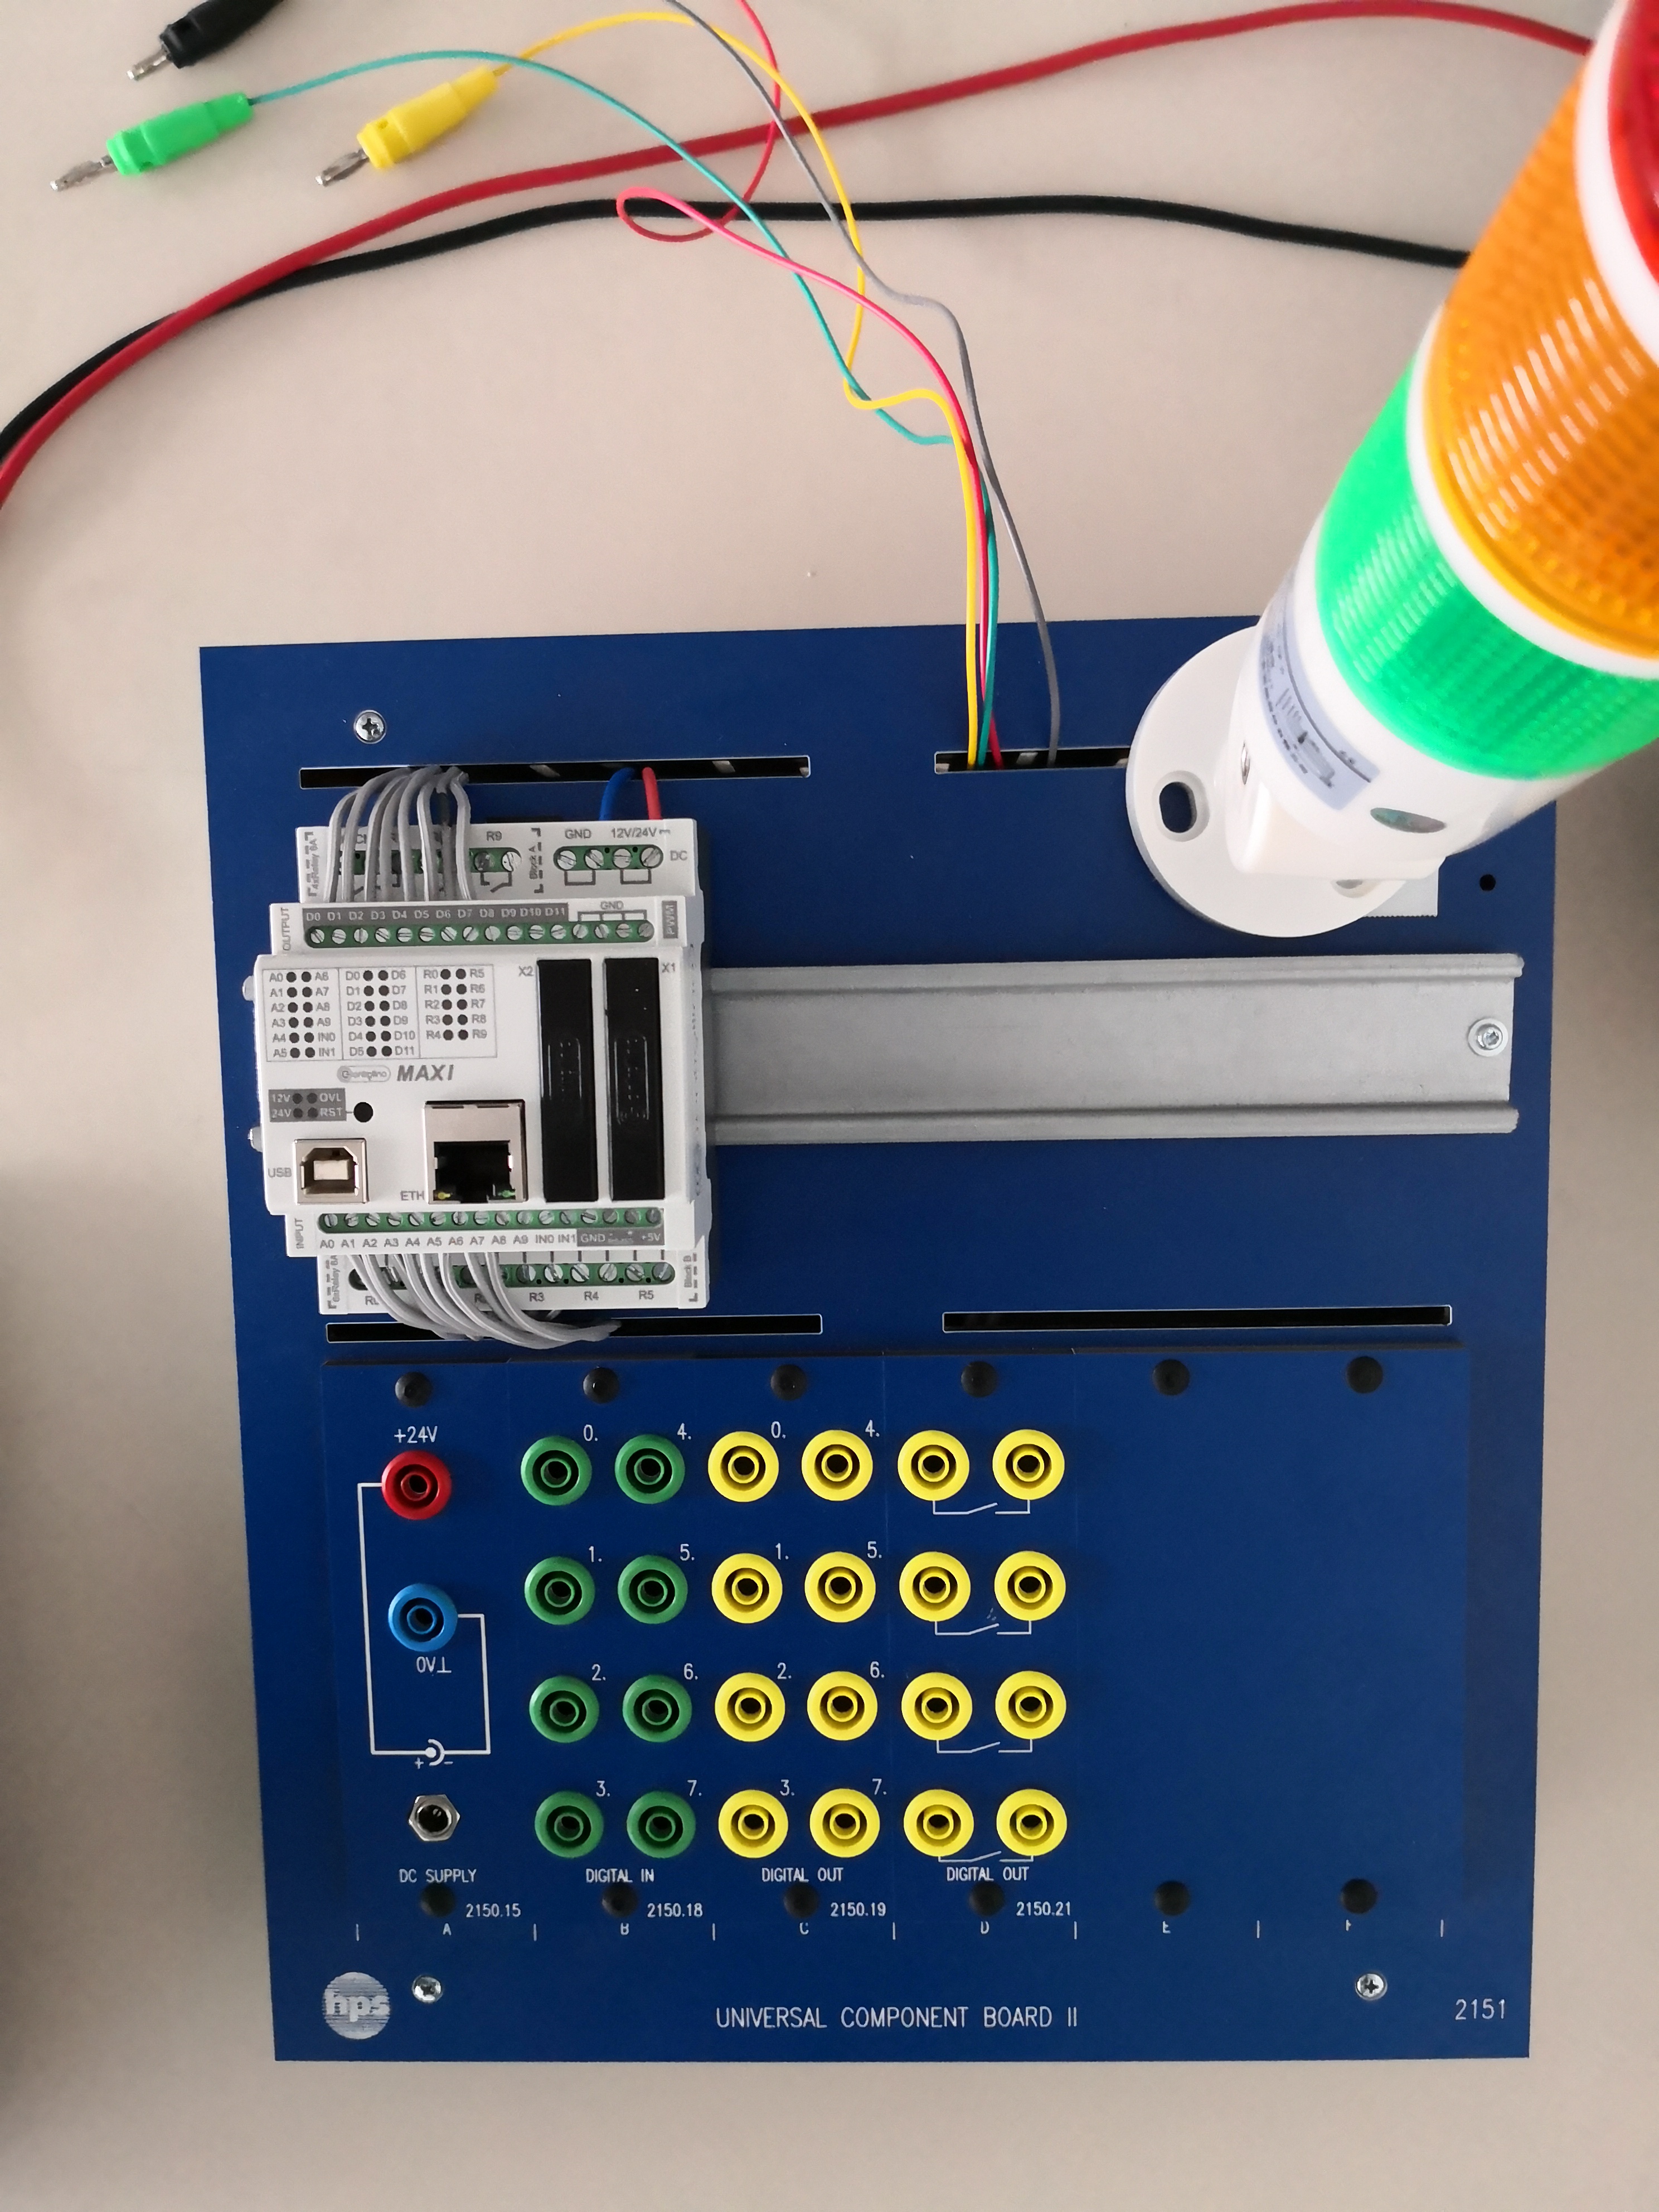 R9 GND 12V/24V
4xRelay 6A Block A DC
OUTPUT D0 D1 D2 D3 D4 D5 D6 D7 D8 D9 D10 D11 GND PWM
A0 A6 D0 D6 R0 R5 X2 X1
A1 A7 D1 D7 R1 R6
A2 A8 D2 D8 R2 R7
A3 A9 D3 D9 R3 R8
A4 IN0 D4 D10 R4 R9
A5 IN1 D5 D11
MAXI
12V OVL
24V RST
USB
ETH
INPUT
A0 A1 A2 A3 A4 A5 A6 A7 A8 A9 IN0 IN1 GND +5V
Block B
R3 R4 R5
+24V 0. 4. 0. 4.
1. 5. 1. 5.
0V⊥ 2. 6. 2. 6.
+ -
3. 7. 3. 7.
DC SUPPLY DIGITAL IN DIGITAL OUT DIGITAL OUT
2150.15 2150.18 2150.19 2150.21
A B C D E F
hps
UNIVERSAL COMPONENT BOARD II
2151